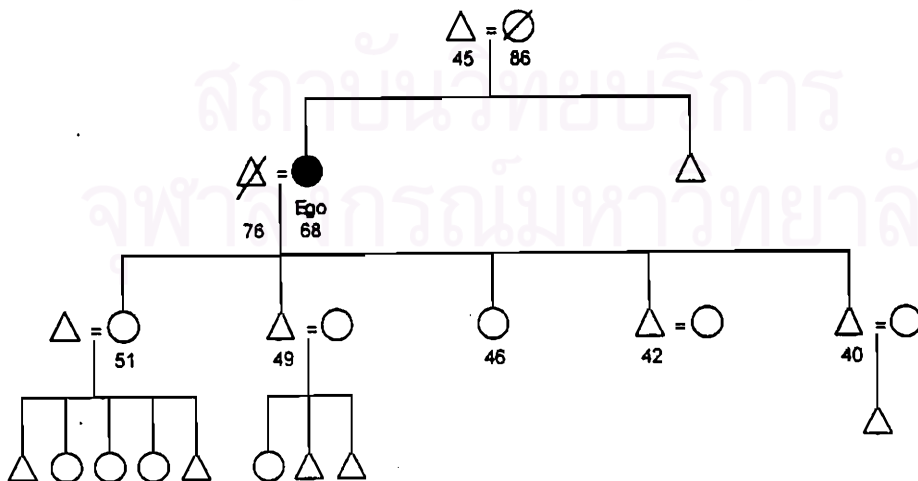 = 
45 86
สถาบันวิทยบริการ
=
Ego
76 68
จุฬาลงกรณ์มหาวิทยาลั
= = = =
51 49 46 42 40